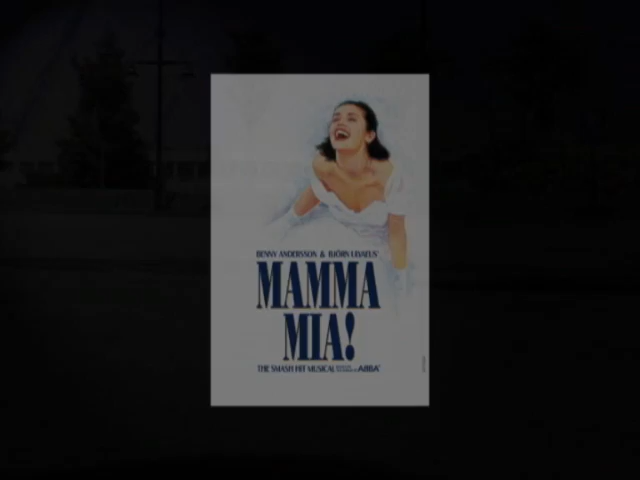 BENNY ANDERSSON & BJÖRN ULVAEUS'
MAMMA
MIA!
THE SMASH HIT MUSICAL ABBA®